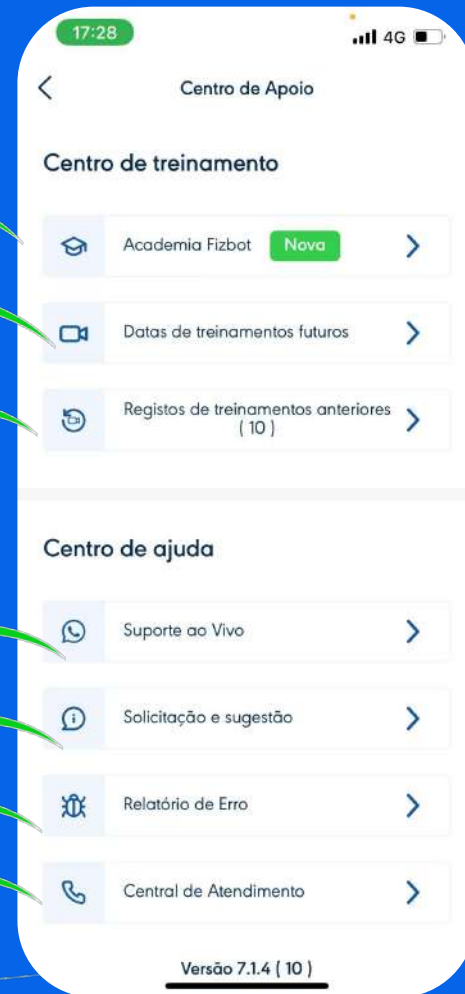 17:28
4G
Centro de Apoio
Centro de treinamento
Academia Fizbot Nova
Datas de treinamentos futuros
Registos de treinamentos anteriores
( 10 )
Centro de ajuda
Suporte ao Vivo
Solicitação e sugestão
Relatório de Erro
Central de Atendimento
Versão 7.1.4 ( 10 )